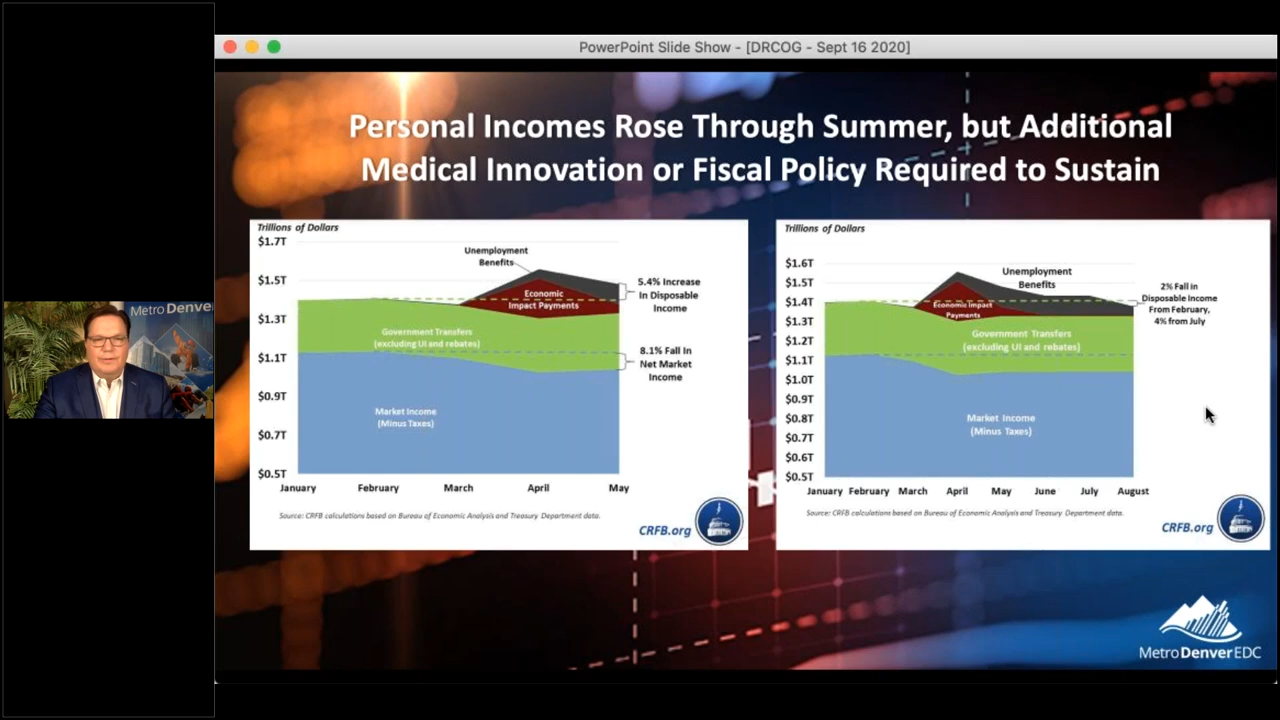 PowerPoint Slide Show - [DRCOG - Sept 16 2020]
Personal Incomes Rose Through Summer, but Additional
Medical Innovation or Fiscal Policy Required to Sustain
Trillions of Dollars
$1.7T
$1.5T
$1.3T
$1.1T
$0.9T
$0.7T
$0.5T
Unemployment
Benefits
Economic
Impact Payments
Government Transfers
(excluding UI and rebates)
Market Income
(Minus Taxes)
5.4% Increase
In Disposable
Income
8.1% Fall In
Net Market
Income
January February March April May
Source: CRFB calculations based on Bureau of Economic Analysis and Treasury Department data.
CRFB.org
Trillions of Dollars
$1.6T
$1.5T
$1.4T
$1.3T
$1.2T
$1.1T
$1.0T
$0.9T
$0.8T
$0.7T
$0.6T
$0.5T
Unemployment
Benefits
Economic Impact
Payments
Government Transfers
(excluding UI and rebates)
Market Income
(Minus Taxes)
2% Fall in
Disposable Income
From February,
4% from July
January February March April May June July August
Source: CRFB calculations based on Bureau of Economic Analysis and Treasury Department data.
CRFB.org
Metro Denver EDC
Metro Denve